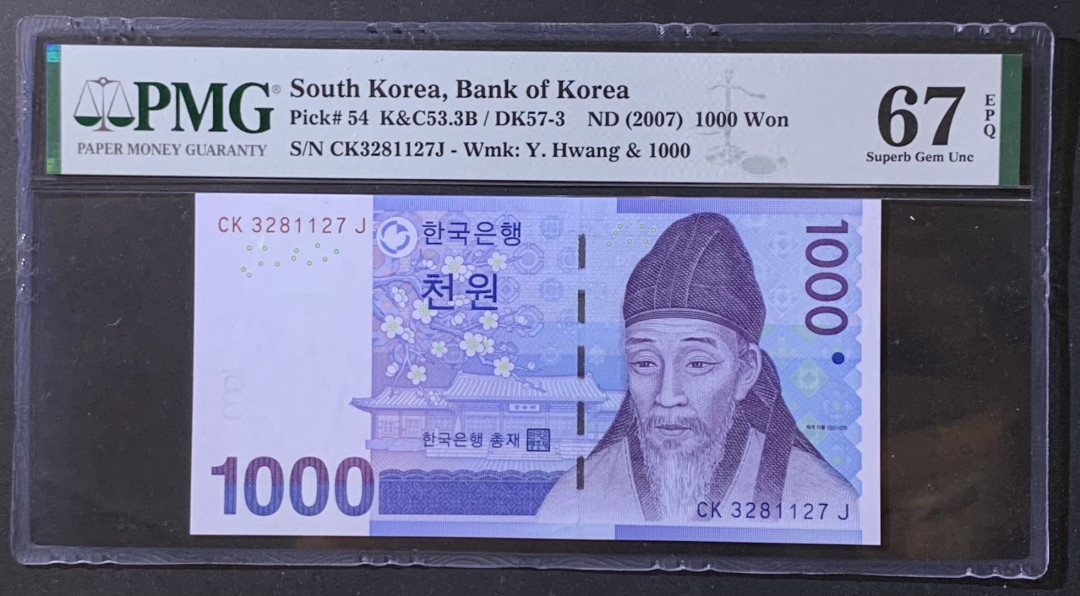 PMG®
PAPER MONEY GUARANTY
South Korea, Bank of Korea
Pick# 54 K&C53.3B / DK57-3 ND (2007) 1000 Won
S/N CK3281127J - Wmk: Y. Hwang & 1000
67
EPQ
Superb Gem Unc
CK 3281127 J
한국은행
천원
1000
한국은행 총재
1000
CK 3281127 J